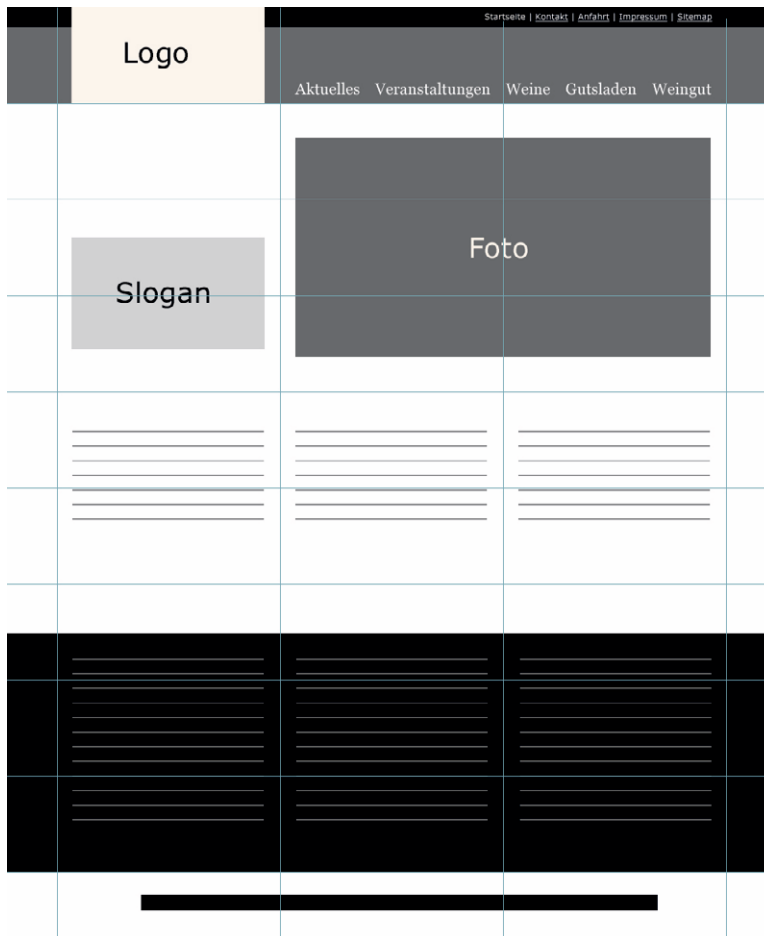 Startseite | Kontakt | Anfahrt | Impressum | Sitemap
Logo
Aktuelles Veranstaltungen Weine Gutsladen Weingut
Foto
Slogan